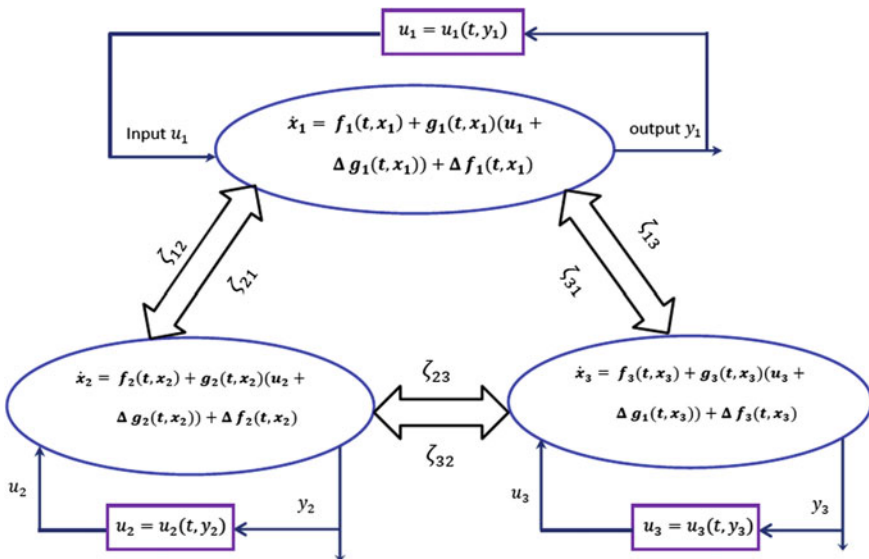 u₁ = u₁(t, y₁)
Input u₁
ẋ₁ = f₁(t, x₁) + g₁(t, x₁)(u₁ +
Δ g₁(t, x₁)) + Δ f₁(t, x₁)
output y₁
ζ₁₂
ζ₂₁
ζ₁₃
ζ₃₁
ẋ₂ = f₂(t, x₂) + g₂(t, x₂)(u₂ +
Δ g₂(t, x₂)) + Δ f₂(t, x₂)
ζ₂₃
ζ₃₂
ẋ₃ = f₃(t, x₃) + g₃(t, x₃)(u₃ +
Δ g₁(t, x₃)) + Δ f₃(t, x₃)
u₂
u₂ = u₂(t, y₂)
y₂
u₃
u₃ = u₃(t, y₃)
y₃